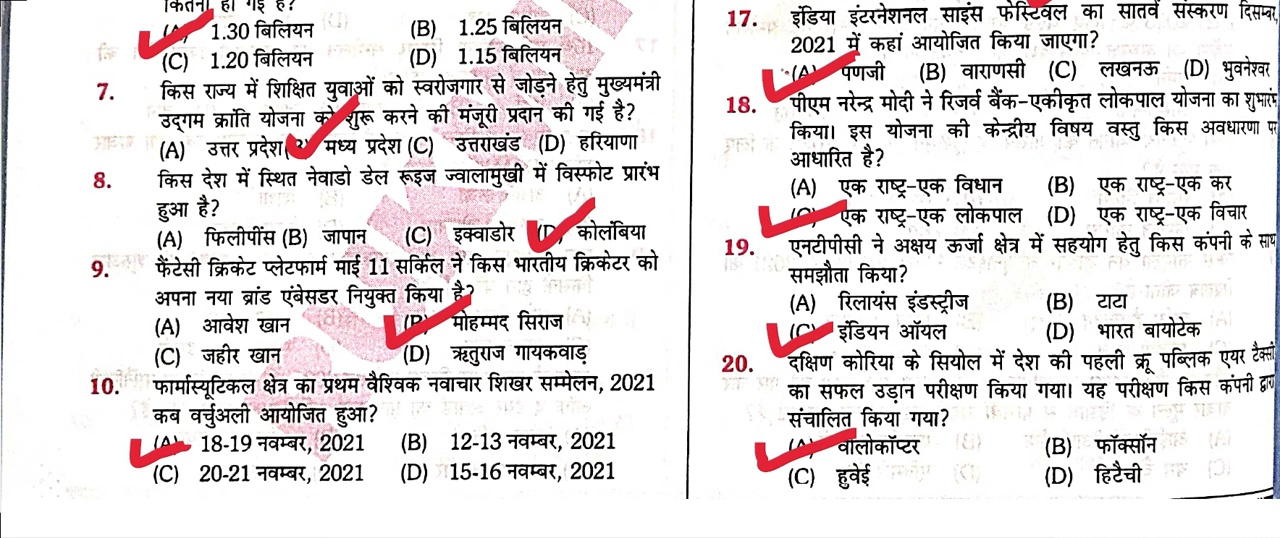 कितनी हो गई है?
(A) 1.30 बिलियन (B) 1.25 बिलियन
(C) 1.20 बिलियन (D) 1.15 बिलियन
7. किस राज्य में शिक्षित युवाओं को स्वरोजगार से जोड़ने हेतु मुख्यमंत्री
उद्गम क्रांति योजना को शुरू करने की मंजूरी प्रदान की गई है?
(A) उत्तर प्रदेश (B) मध्य प्रदेश (C) उत्तराखंड (D) हरियाणा
8. किस देश में स्थित नेवाडो डेल रूइज ज्वालामुखी में विस्फोट प्रारंभ
हुआ है?
(A) फिलीपींस (B) जापान (C) इक्वाडोर (D) कोलंबिया
9. फैंटेसी क्रिकेट प्लेटफार्म माई 11 सर्किल ने किस भारतीय क्रिकेटर को
अपना नया ब्रांड एंबेसडर नियुक्त किया है?
(A) आवेश खान (B) मोहम्मद सिराज
(C) जहीर खान (D) ऋतुराज गायकवाड़
10. फार्मास्यूटिकल क्षेत्र का प्रथम वैश्विक नवाचार शिखर सम्मेलन, 2021
कब वर्चुअली आयोजित हुआ?
(A) 18-19 नवम्बर, 2021 (B) 12-13 नवम्बर, 2021
(C) 20-21 नवम्बर, 2021 (D) 15-16 नवम्बर, 2021
17. इंडिया इंटरनेशनल साइंस फेस्टिवल का सातवें संस्करण दिसम्बर,
2021 में कहां आयोजित किया जाएगा?
(A) पणजी (B) वाराणसी (C) लखनऊ (D) भुवनेश्वर
18. पीएम नरेन्द्र मोदी ने रिजर्व बैंक-एकीकृत लोकपाल योजना का शुभारंभ
किया। इस योजना की केन्द्रीय विषय वस्तु किस अवधारणा पर
आधारित है?
(A) एक राष्ट्र-एक विधान (B) एक राष्ट्र-एक कर
(C) एक राष्ट्र-एक लोकपाल (D) एक राष्ट्र-एक विचार
19. एनटीपीसी ने अक्षय ऊर्जा क्षेत्र में सहयोग हेतु किस कंपनी के साथ
समझौता किया?
(A) रिलायंस इंडस्ट्रीज (B) टाटा
(C) इंडियन ऑयल (D) भारत बायोटेक
20. दक्षिण कोरिया के सियोल में देश की पहली क्रू पब्लिक एयर टैक्सी
का सफल उड़ान परीक्षण किया गया। यह परीक्षण किस कंपनी द्वारा
संचालित किया गया?
(A) वोलोकॉप्टर (B) फॉक्सॉन
(C) हुवेई (D) हिटैची